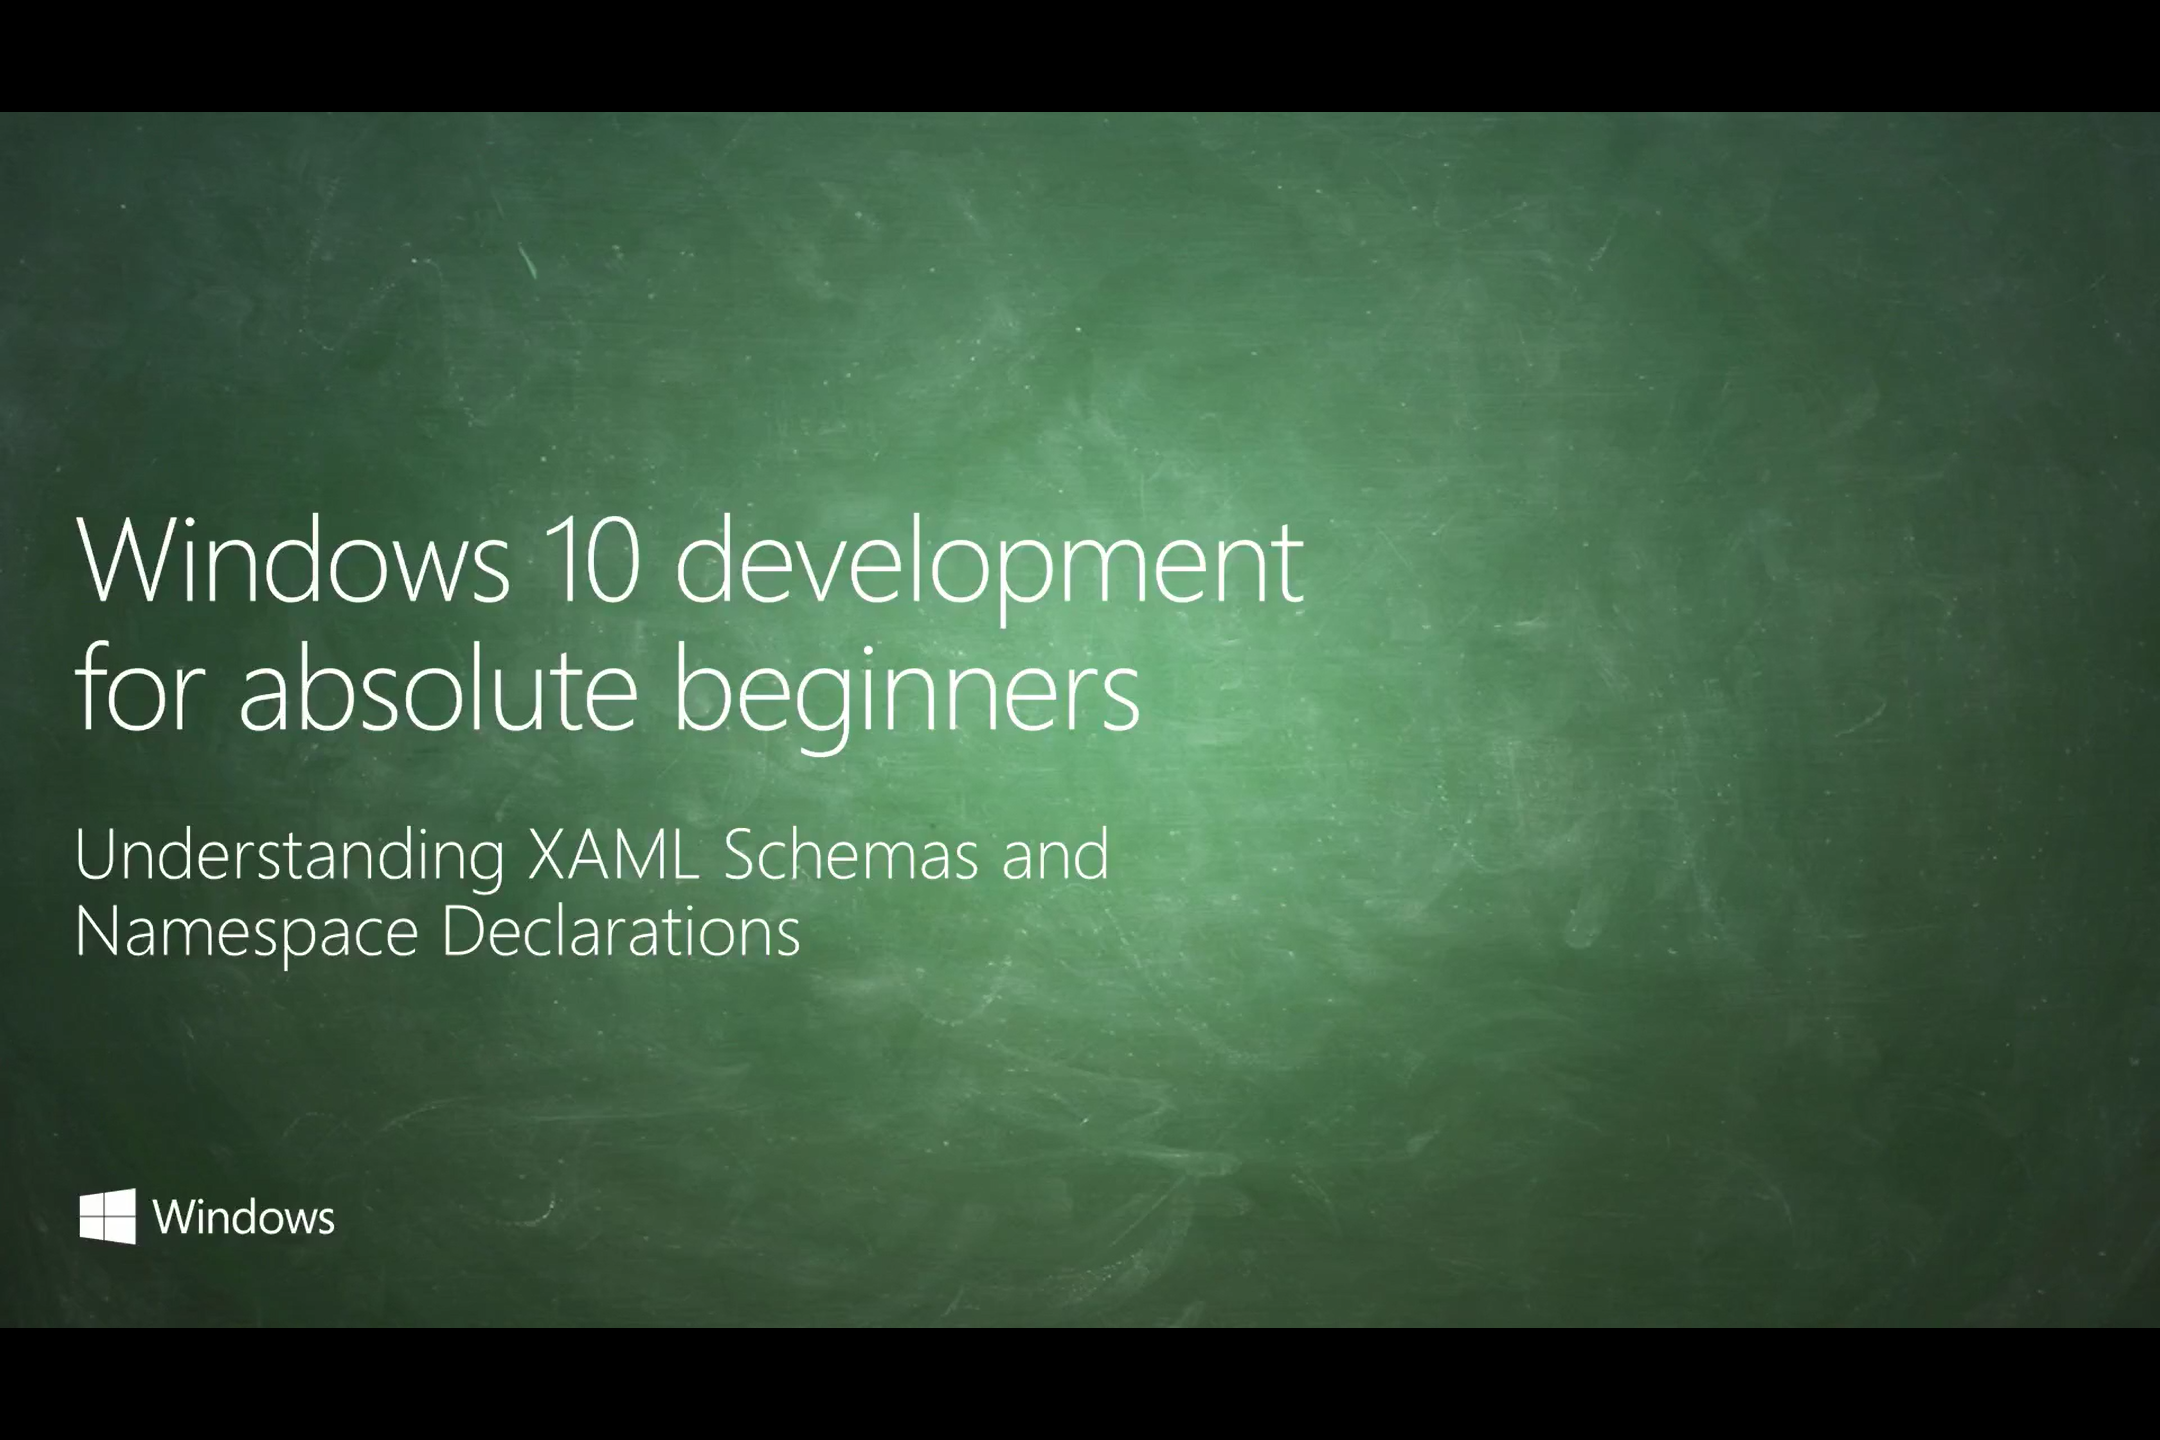 Windows 10 development
for absolute beginners
Understanding XAML Schemas and
Namespace Declarations
Windows